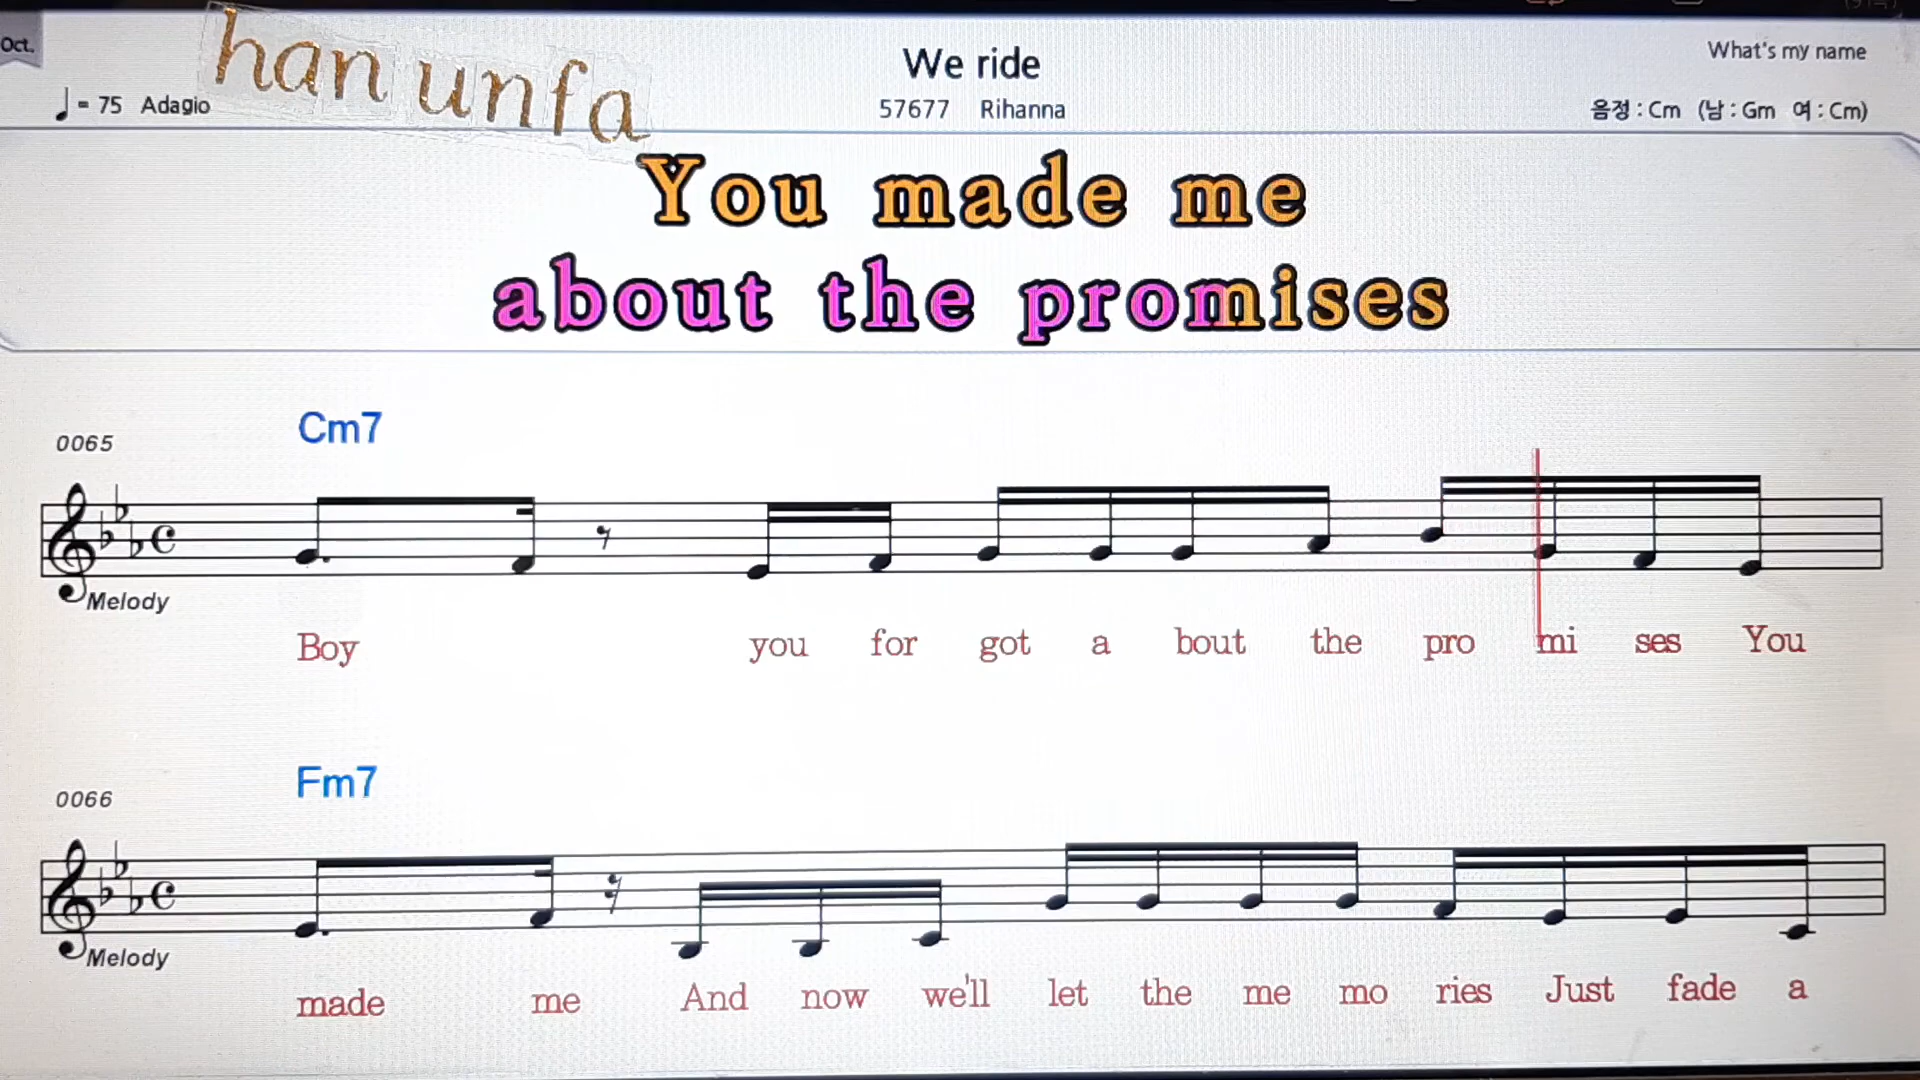 Oct.
han unfa
We ride
What's my name
♩ = 75 Adagio
57677 Rihanna
음정 : Cm (남 : Gm 여 : Cm)
You made me
about the promises
Cm7
0065
Melody
Boy you for got a bout the pro mi ses You
Fm7
0066
Melody
made me And now we'll let the me mo ries Just fade a